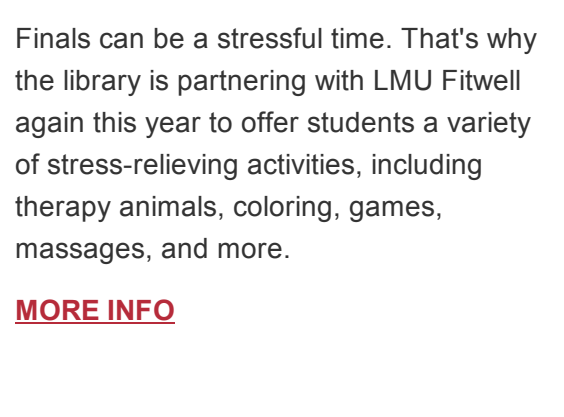 Finals can be a stressful time. That's why
the library is partnering with LMU Fitwell
again this year to offer students a variety
of stress-relieving activities, including
therapy animals, coloring, games,
massages, and more.
MORE INFO